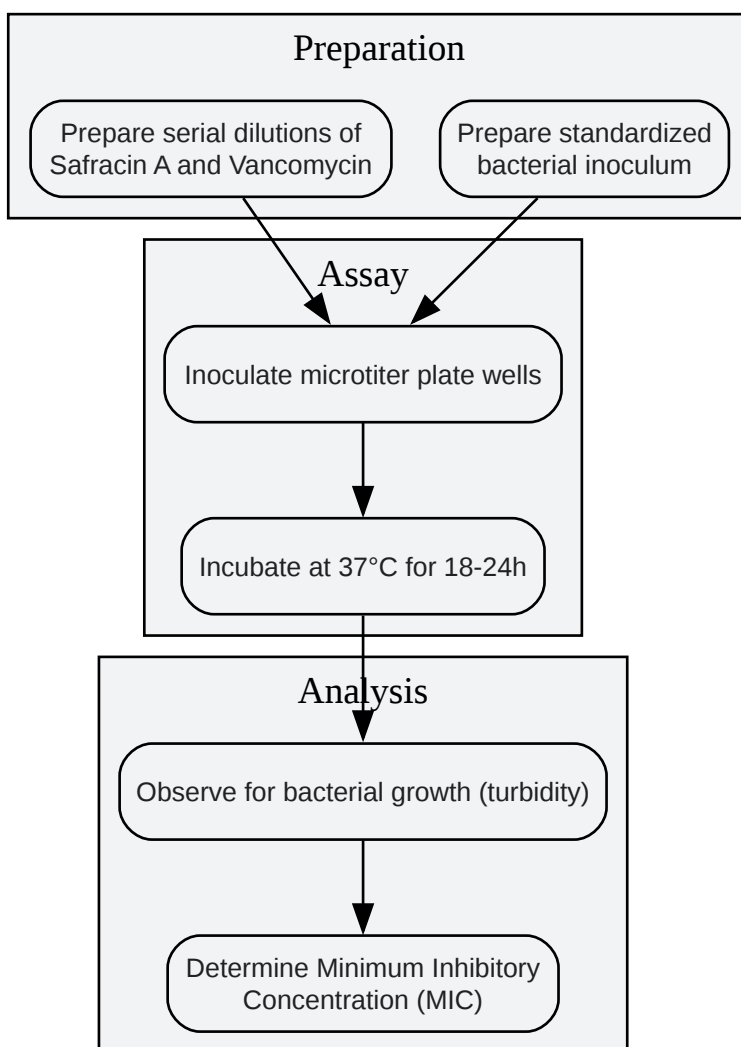 Preparation
Prepare serial dilutions of
Safracin A and Vancomycin
Prepare standardized
bacterial inoculum
Assay
Inoculate microtiter plate wells
Incubate at 37°C for 18-24h
Analysis
Observe for bacterial growth (turbidity)
Determine Minimum Inhibitory
Concentration (MIC)